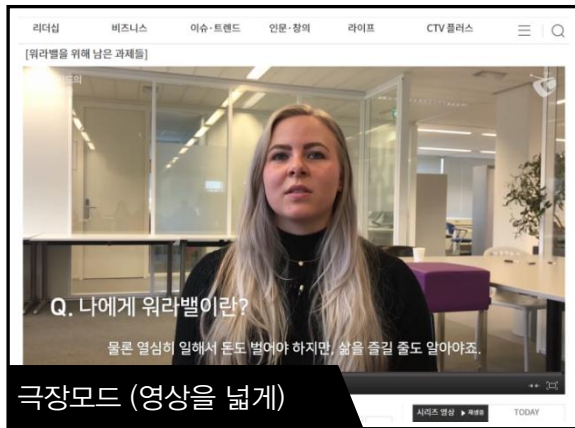 리더십 비즈니스 이슈·트렌드 인문·창의 라이프 CTV 플러스
[워라밸을 위해 남은 과제들]
Q. 나에게 워라밸이란?
물론 열심히 일해서 돈도 벌어야 하지만, 삶을 즐길 줄도 알아야죠.
극장모드 (영상을 넓게)
시리즈 영상 ▶ 재생중 TODAY